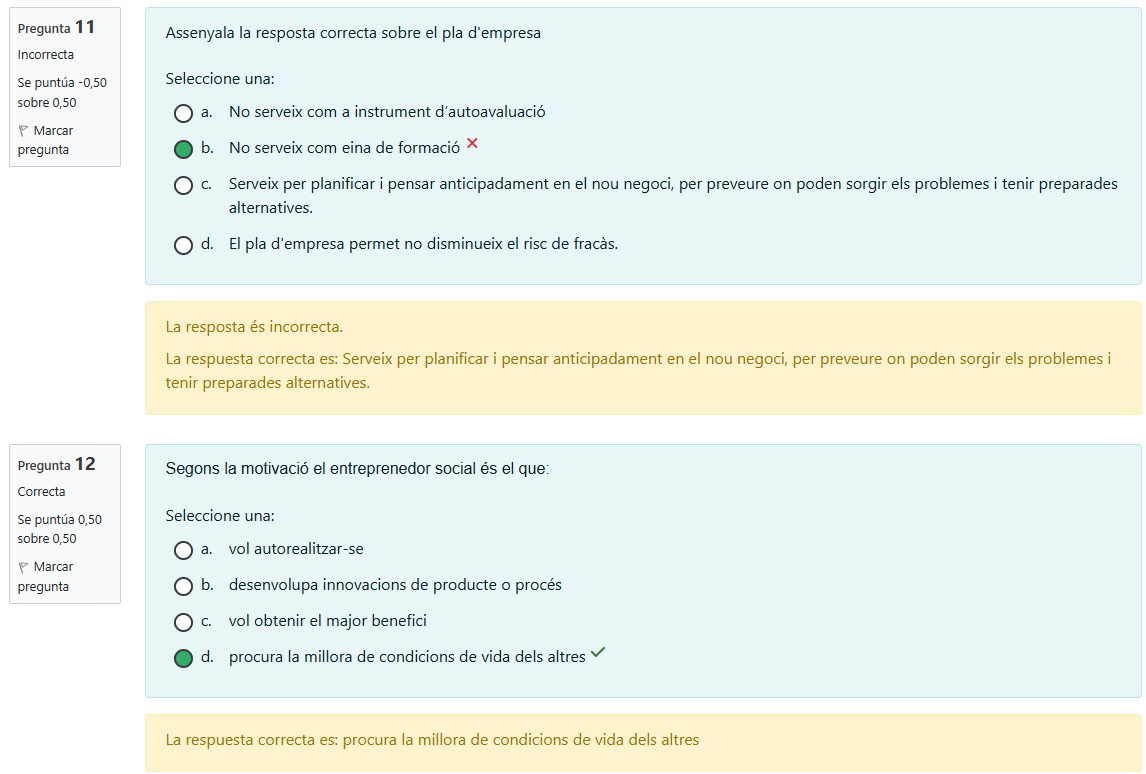 Pregunta 11
Incorrecta
Se puntúa -0,50
sobre 0,50
Marcar
pregunta
Assenyala la resposta correcta sobre el pla d'empresa
Seleccione una:
a. No serveix com a instrument d'autoavaluació
b. No serveix com eina de formació
c. Serveix per planificar i pensar anticipadament en el nou negoci, per preveure on poden sorgir els problemes i tenir preparades
alternatives.
d. El pla d'empresa permet no disminueix el risc de fracàs.
La resposta és incorrecta.
La respuesta correcta es: Serveix per planificar i pensar anticipadament en el nou negoci, per preveure on poden sorgir els problemes i
tenir preparades alternatives.
Pregunta 12
Correcta
Se puntúa 0,50
sobre 0,50
Marcar
pregunta
Segons la motivació el entreprenedor social és el que:
Seleccione una:
a. vol autorealitzar-se
b. desenvolupa innovacions de producte o procés
c. vol obtenir el major benefici
d. procura la millora de condicions de vida dels altres
La respuesta correcta es: procura la millora de condicions de vida dels altres